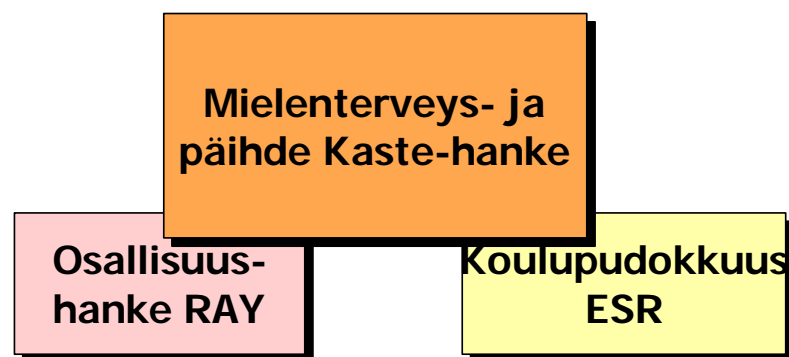 Mielenterveys- ja
päihde Kaste-hanke
Osallisuus-
hanke RAY
Koulupudokkuus
ESR